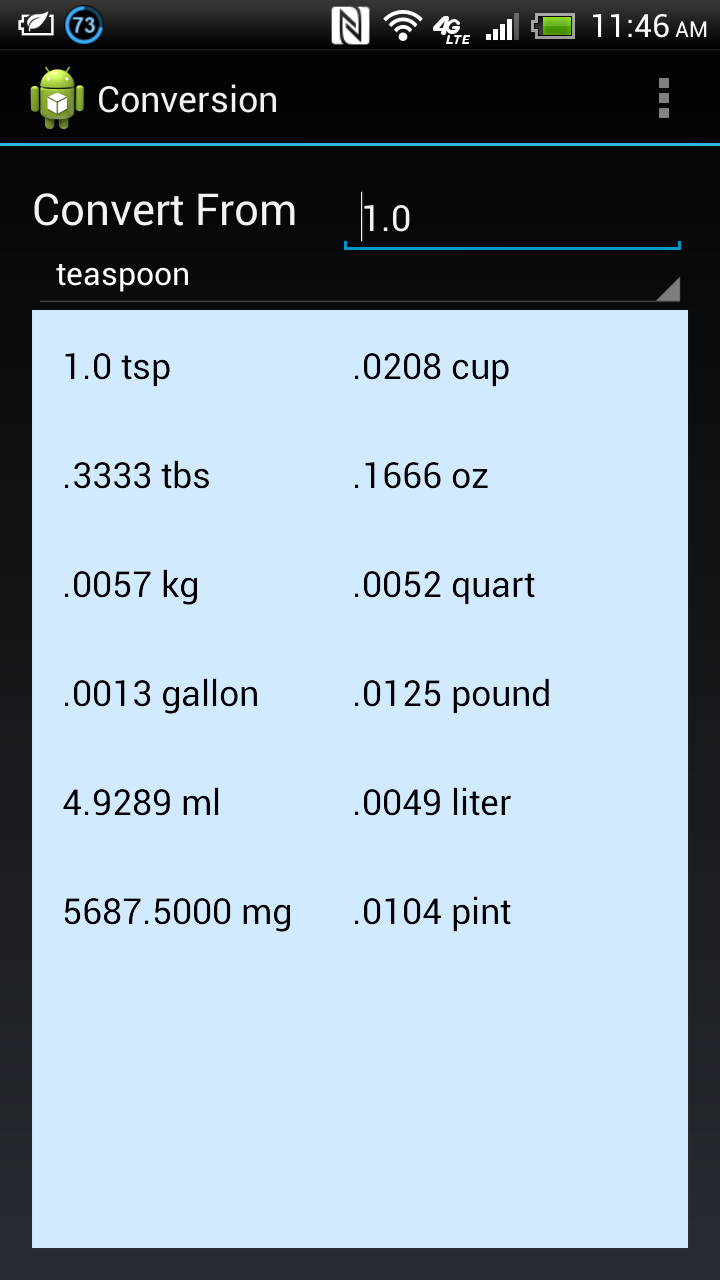 73 4G LTE 11:46 AM
Conversion
Convert From 1.0
teaspoon
1.0 tsp .0208 cup
.3333 tbs .1666 oz
.0057 kg .0052 quart
.0013 gallon .0125 pound
4.9289 ml .0049 liter
5687.5000 mg .0104 pint